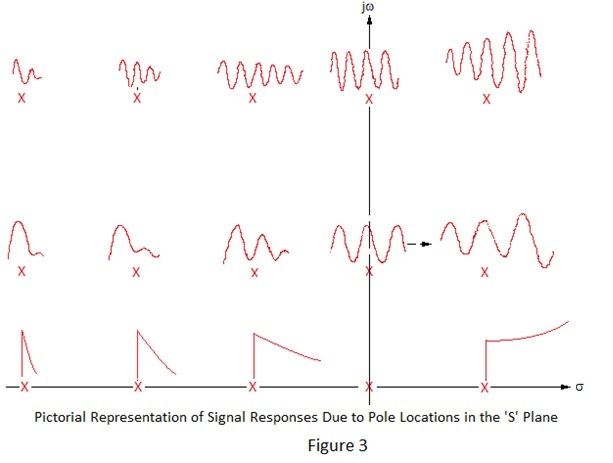 jω
X X X X X
X X X X X
X X X X X σ
Pictorial Representation of Signal Responses Due to Pole Locations in the 'S' Plane
Figure 3